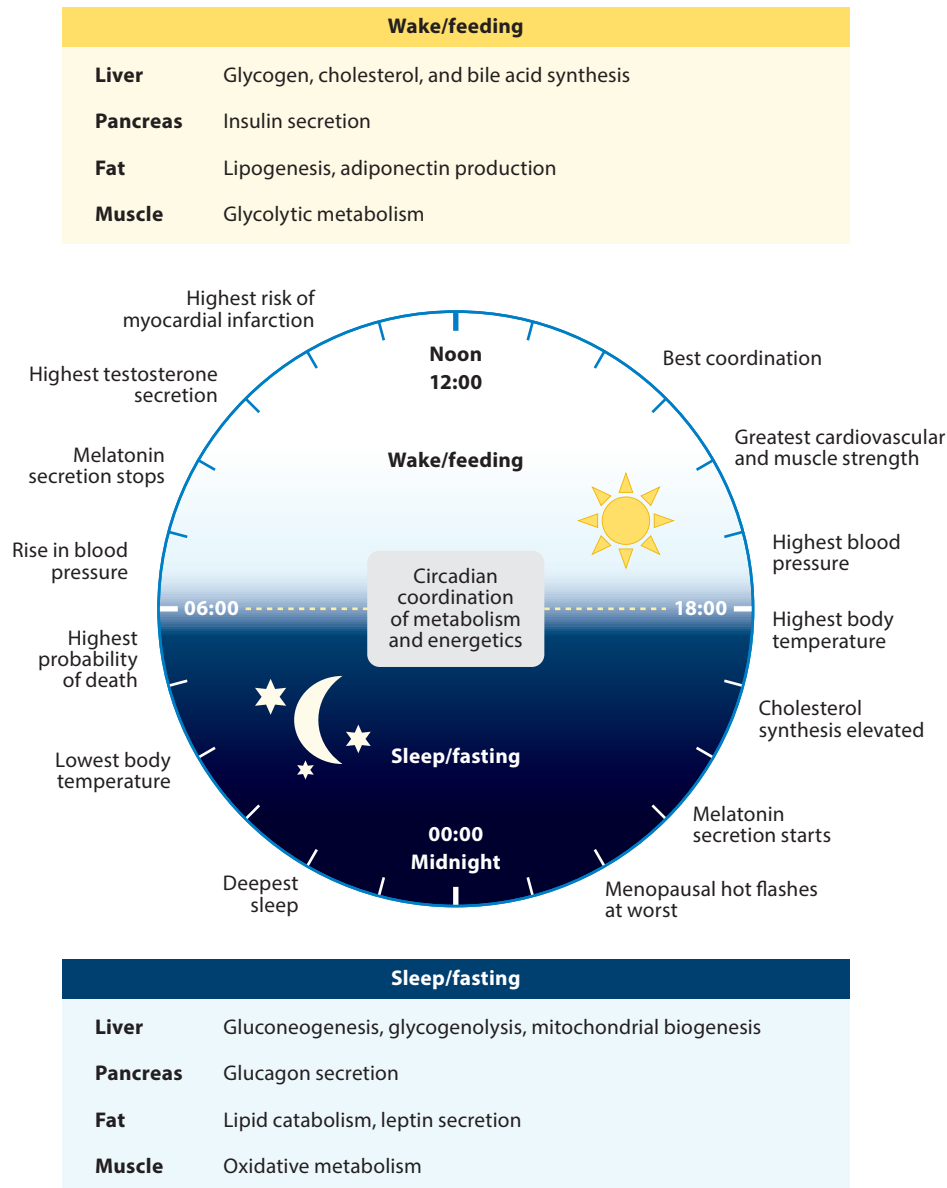 Wake/feeding
Liver Glycogen, cholesterol, and bile acid synthesis
Pancreas Insulin secretion
Fat Lipogenesis, adiponectin production
Muscle Glycolytic metabolism
Highest risk of
myocardial infarction
Highest testosterone
secretion
Melatonin
secretion stops
Rise in blood
pressure
Highest
probability
of death
Lowest body
temperature
Deepest
sleep
Noon
12:00
Wake/feeding
06:00
Circadian
coordination
of metabolism
and energetics
18:00
Sleep/fasting
00:00
Midnight
Best coordination
Greatest cardiovascular
and muscle strength
Highest blood
pressure
Highest body
temperature
Cholesterol
synthesis elevated
Melatonin
secretion starts
Menopausal hot flashes
at worst
Sleep/fasting
Liver Gluconeogenesis, glycogenolysis, mitochondrial biogenesis
Pancreas Glucagon secretion
Fat Lipid catabolism, leptin secretion
Muscle Oxidative metabolism